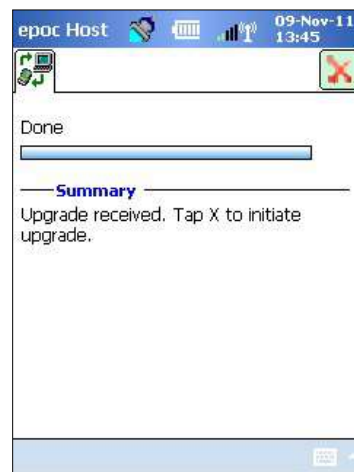 epoc Host
09-Nov-11
13:45
Done
Summary
Upgrade received. Tap X to initiate
upgrade.